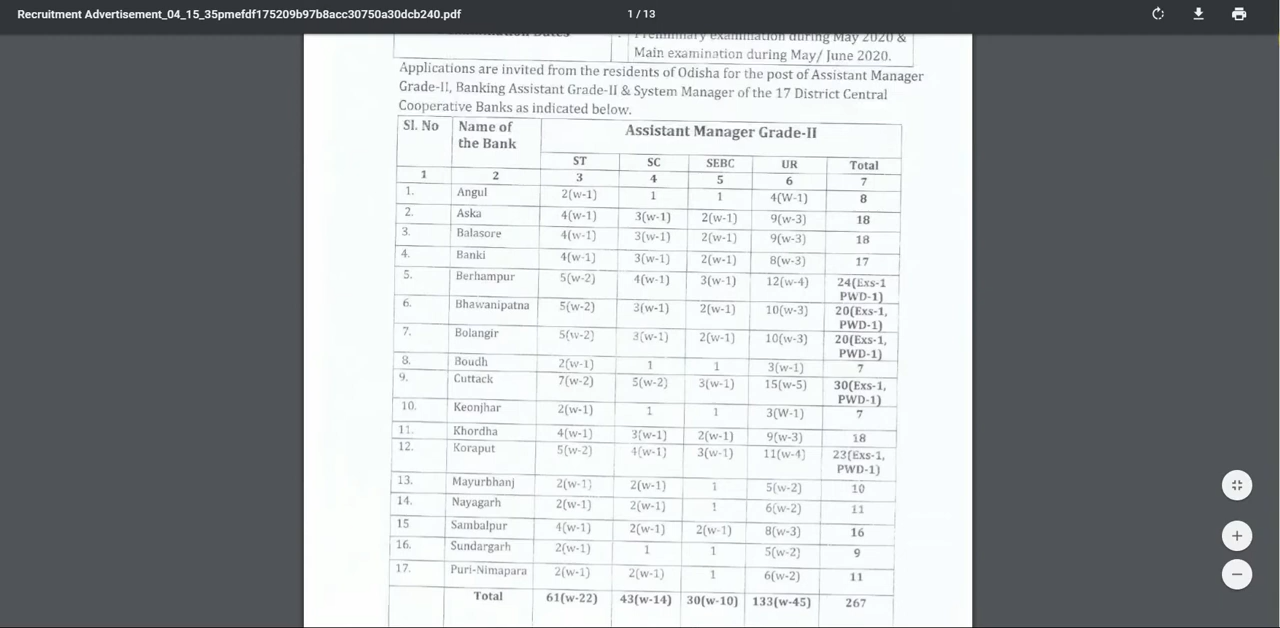 Recruitment Advertisement_04_15_35pmefdf175209b97b8acc30750a30dcb240.pdf 1 / 13
: Preliminary examination during May 2020 &
Main examination during May/ June 2020.
Applications are invited from the residents of Odisha for the post of Assistant Manager
Grade-II, Banking Assistant Grade-II & System Manager of the 17 District Central
Cooperative Banks as indicated below.
Sl. No Name of the Bank Assistant Manager Grade-II
ST SC SEBC UR Total
1 2 3 4 5 6 7
1. Angul 2(w-1) 1 1 4(W-1) 8
2. Aska 4(w-1) 3(w-1) 2(w-1) 9(w-3) 18
3. Balasore 4(w-1) 3(w-1) 2(w-1) 9(w-3) 18
4. Banki 4(w-1) 3(w-1) 2(w-1) 8(w-3) 17
5. Berhampur 5(w-2) 4(w-1) 3(w-1) 12(w-4) 24(Exs-1
PWD-1)
6. Bhawanipatna 5(w-2) 3(w-1) 2(w-1) 10(w-3) 20(Exs-1,
PWD-1)
7. Bolangir 5(w-2) 3(w-1) 2(w-1) 10(w-3) 20(Exs-1,
PWD-1)
8. Boudh 2(w-1) 1 1 3(w-1) 7
9. Cuttack 7(w-2) 5(w-2) 3(w-1) 15(w-5) 30(Exs-1,
PWD-1)
10. Keonjhar 2(w-1) 1 1 3(W-1) 7
11. Khordha 4(w-1) 3(w-1) 2(w-1) 9(w-3) 18
12. Koraput 5(w-2) 4(w-1) 3(w-1) 11(w-4) 23(Exs-1,
PWD-1)
13. Mayurbhanj 2(w-1) 2(w-1) 1 5(w-2) 10
14. Nayagarh 2(w-1) 2(w-1) 1 6(w-2) 11
15 Sambalpur 4(w-1) 2(w-1) 2(w-1) 8(w-3) 16
16. Sundargarh 2(w-1) 1 1 5(w-2) 9
17. Puri-Nimapara 2(w-1) 2(w-1) 1 6(w-2) 11
Total 61(w-22) 43(w-14) 30(w-10) 133(w-45) 267